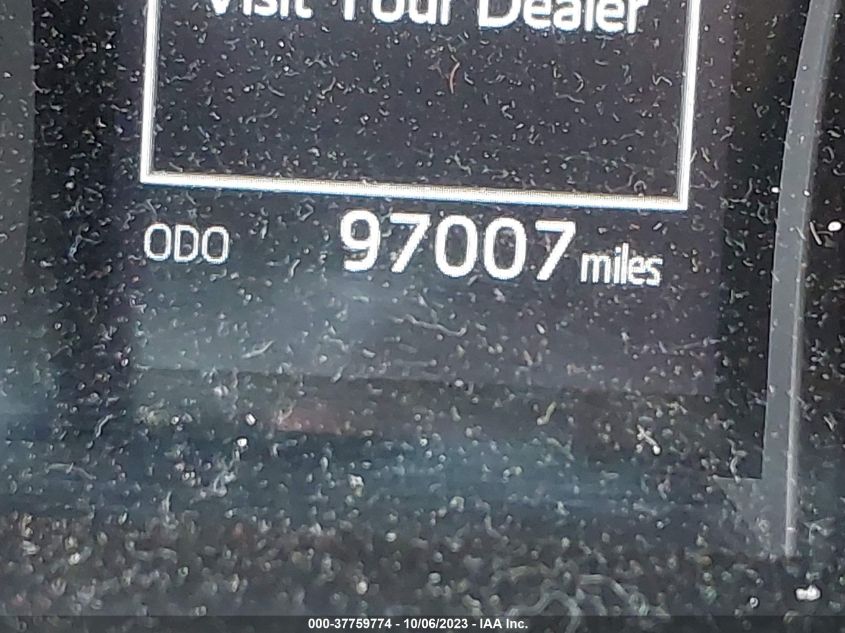 Visit Your Dealer
ODO 97007 miles
000-37759774 - 10/06/2023 - IAA Inc.